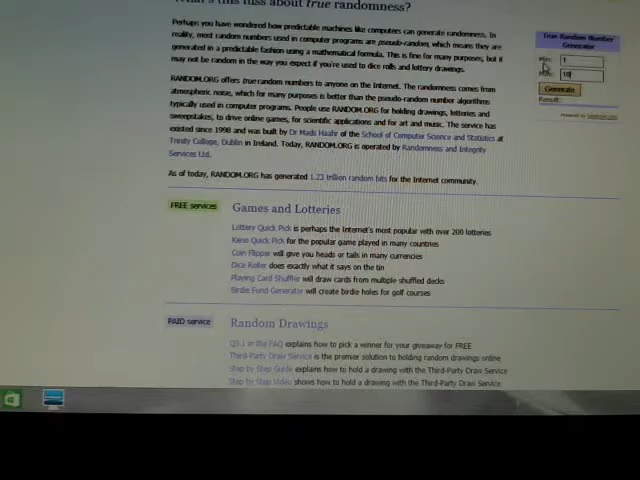 What's this fuss about true randomness?
Perhaps you have wondered how predictable machines like computers can generate randomness. In
reality, most random numbers used in computer programs are pseudo-random, which means they are
generated in a predictable fashion using a mathematical formula. This is fine for many purposes, but it
may not be random in the way you expect if you're used to dice rolls and lottery drawings.
RANDOM.ORG offers true random numbers to anyone on the Internet. The randomness comes from
atmospheric noise, which for many purposes is better than the pseudo-random number algorithms
typically used in computer programs. People use RANDOM.ORG for holding drawings, lotteries and
sweepstakes, to drive online games, for scientific applications and for art and music. The service has
existed since 1998 and was built by Dr Mads Haahr of the School of Computer Science and Statistics at
Trinity College, Dublin in Ireland. Today, RANDOM.ORG is operated by Randomness and Integrity
Services Ltd.
As of today, RANDOM.ORG has generated 1.23 trillion random bits for the Internet community.
True Random Number
Generator
Min: 1
Max: 10
Generate
Result:
Powered by RANDOM.ORG
FREE services
Games and Lotteries
Lottery Quick Pick is perhaps the Internet's most popular with over 200 lotteries
Keno Quick Pick for the popular game played in many countries
Coin Flipper will give you heads or tails in many currencies
Dice Roller does exactly what it says on the tin
Playing Card Shuffler will draw cards from multiple shuffled decks
Birdie Fund Generator will create birdie holes for golf courses
PAID service
Random Drawings
Q3.1 in the FAQ explains how to pick a winner for your giveaway for FREE
Third-Party Draw Service is the premier solution to holding random drawings online
Step by Step Guide explains how to hold a drawing with the Third-Party Draw Service
Step by Step Video shows how to hold a drawing with the Third-Party Draw Service